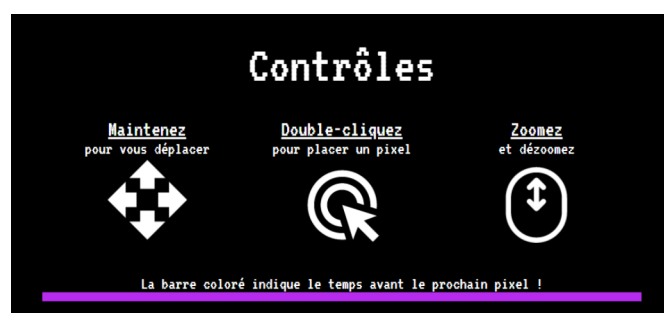 Contrôles
Maintenez
pour vous déplacer
Double-cliquez
pour placer un pixel
Zoomez
et dézoomez
La barre coloré indique le temps avant le prochain pixel !